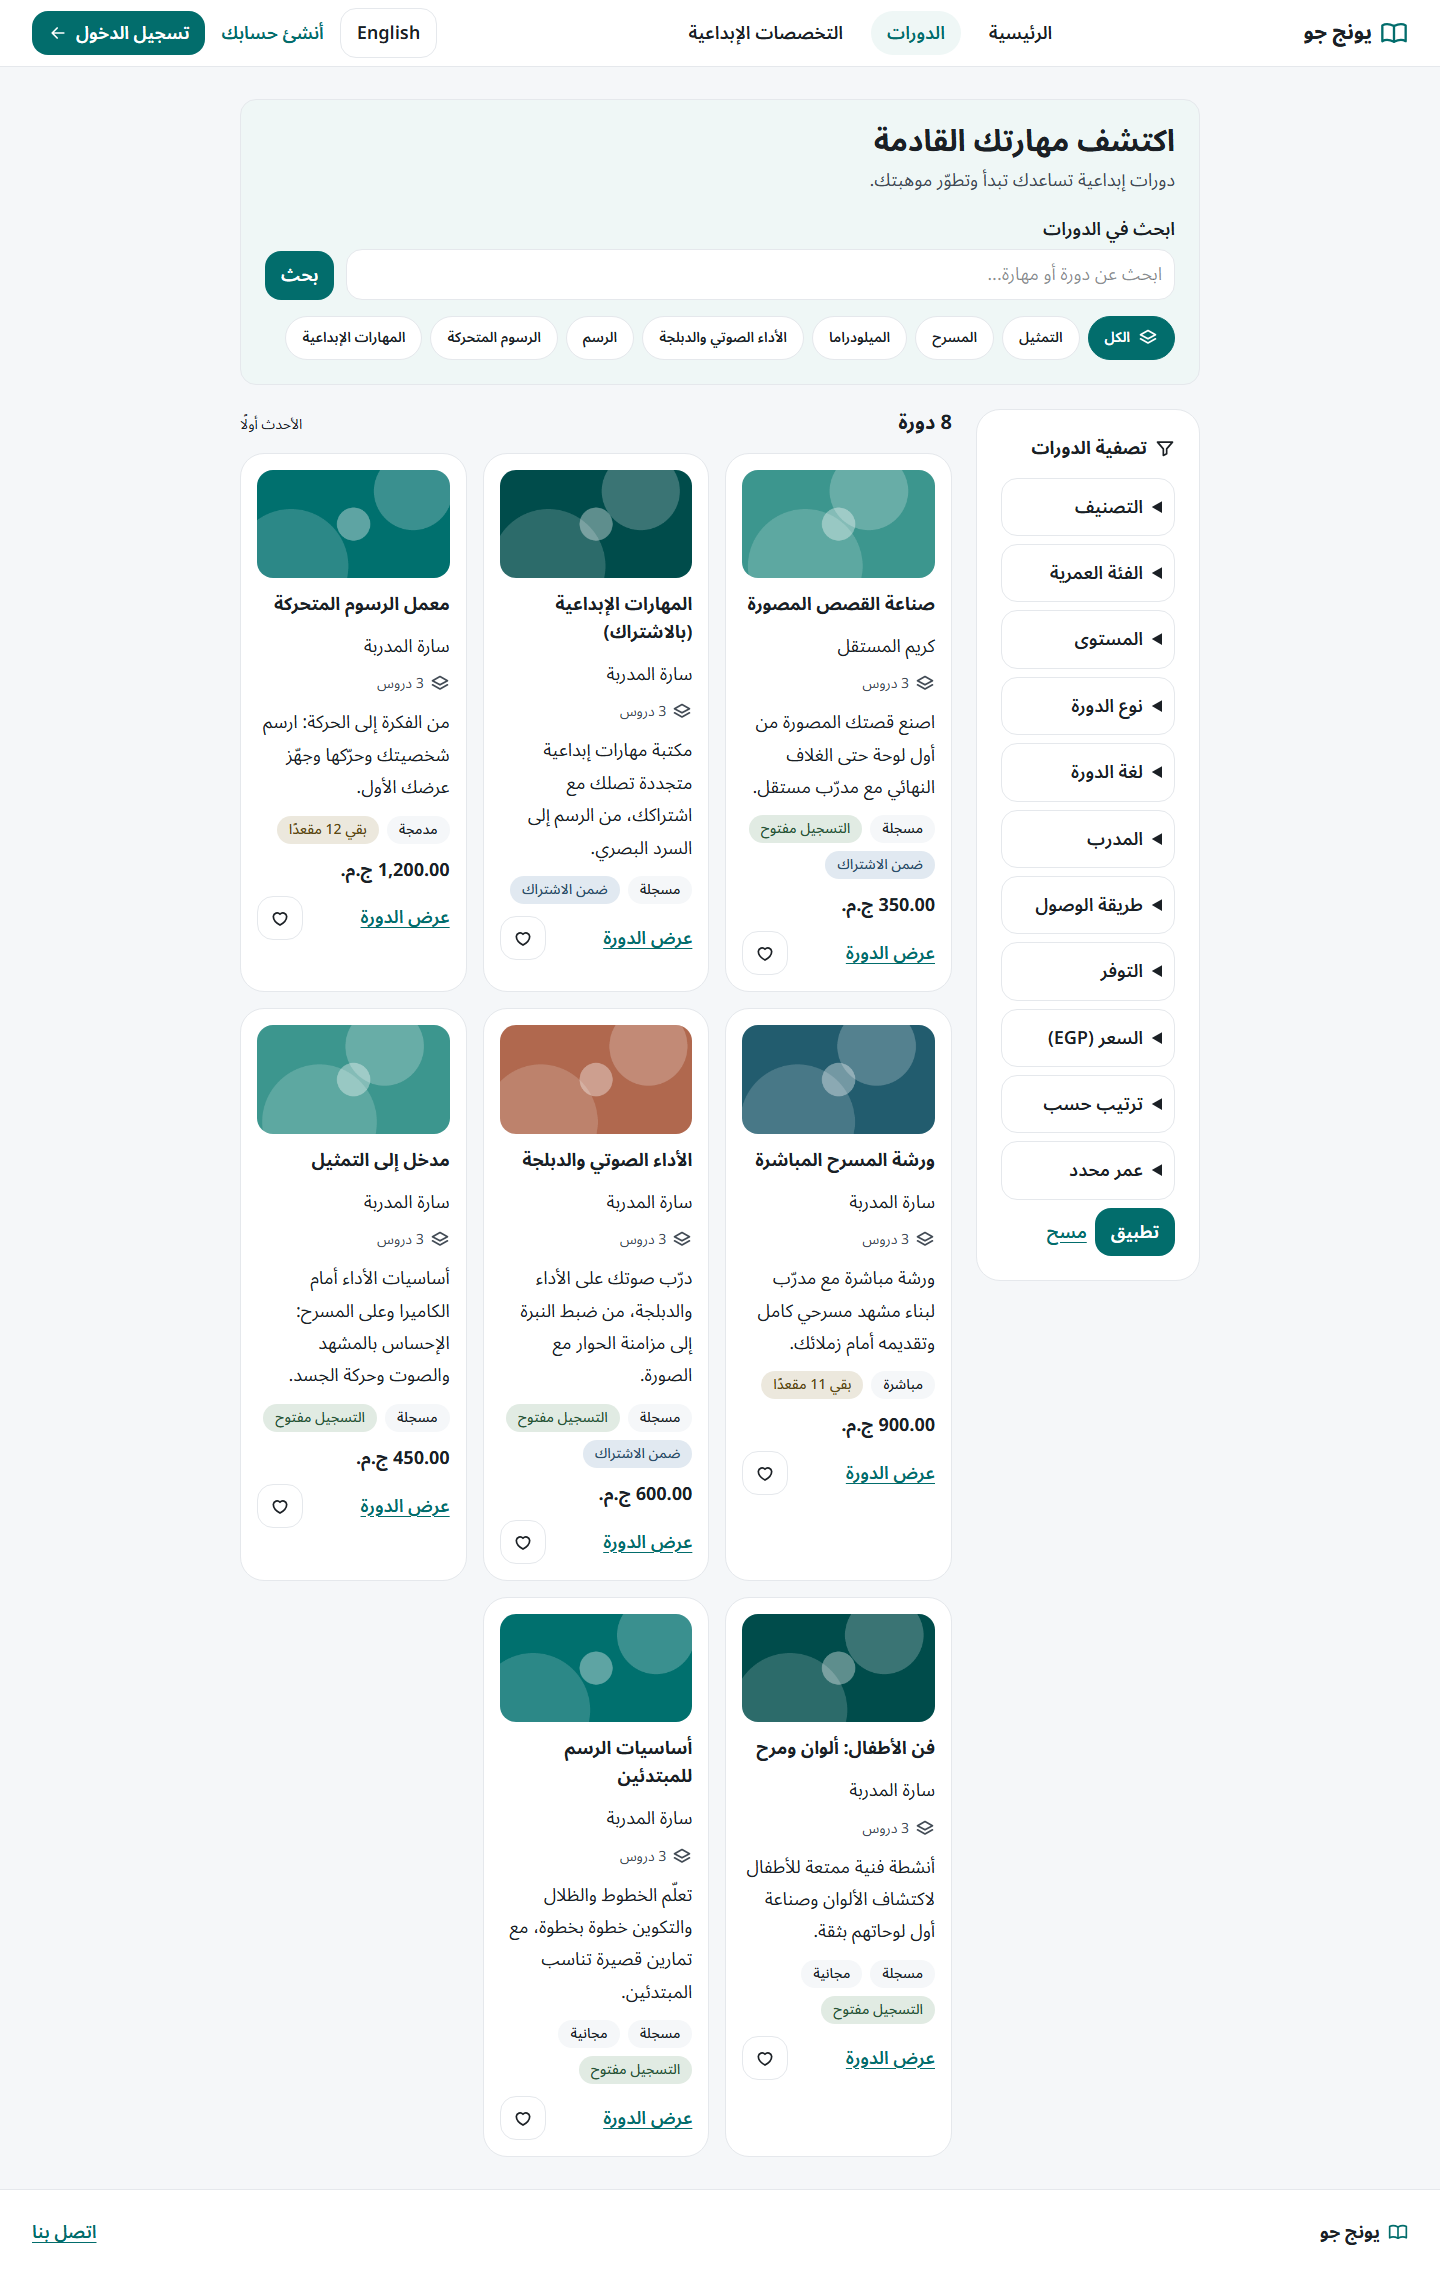 يونج جو
الرئيسية
الدورات
التخصصات الإبداعية
English
أنشئ حسابك
تسجيل الدخول
اكتشف مهارتك القادمة
دورات إبداعية تساعدك تبدأ وتطوّر موهبتك.
ابحث في الدورات
ابحث عن دورة أو مهارة...
بحث
الكل
التمثيل
المسرح
الميلودراما
الأداء الصوتي والدبلجة
الرسم
الرسوم المتحركة
المهارات الإبداعية
تصفية الدورات
التصنيف
الفئة العمرية
المستوى
نوع الدورة
لغة الدورة
المدرب
طريقة الوصول
التوفر
السعر (EGP)
ترتيب حسب
عمر محدد
تطبيق
مسح
8 دورة
الأحدث أولًا
صناعة القصص المصورة
كريم المستقل
3 دروس
اصنع قصتك المصورة من
أول لوحة حتى الغلاف
النهائي مع مدرّب مستقل.
مسجلة
التسجيل مفتوح
ضمن الاشتراك
350.00 ج.م.
عرض الدورة
المهارات الإبداعية
(بالاشتراك)
سارة المدربة
3 دروس
مكتبة مهارات إبداعية
متجددة تصلك مع
اشتراكك، من الرسم إلى
السرد البصري.
مسجلة
ضمن الاشتراك
عرض الدورة
معمل الرسوم المتحركة
سارة المدربة
3 دروس
من الفكرة إلى الحركة: ارسم
شخصيتك وحرّكها وجهّز
عرضك الأول.
مدمجة
بقي 12 مقعدًا
1,200.00 ج.م.
عرض الدورة
ورشة المسرح المباشرة
سارة المدربة
3 دروس
ورشة مباشرة مع مدرّب
لبناء مشهد مسرحي كامل
وتقديمه أمام زملائك.
مباشرة
بقي 11 مقعدًا
900.00 ج.م.
عرض الدورة
الأداء الصوتي والدبلجة
سارة المدربة
3 دروس
درّب صوتك على الأداء
والدبلجة، من ضبط النبرة
إلى مزامنة الحوار مع
الصورة.
مسجلة
التسجيل مفتوح
ضمن الاشتراك
600.00 ج.م.
عرض الدورة
مدخل إلى التمثيل
سارة المدربة
3 دروس
أساسيات الأداء أمام
الكاميرا وعلى المسرح:
الإحساس بالمشهد
والصوت وحركة الجسد.
مسجلة
التسجيل مفتوح
450.00 ج.م.
عرض الدورة
فن الأطفال: ألوان ومرح
سارة المدربة
3 دروس
أنشطة فنية ممتعة للأطفال
لاكتشاف الألوان وصناعة
أول لوحاتهم بثقة.
مسجلة
مجانية
التسجيل مفتوح
عرض الدورة
أساسيات الرسم
للمبتدئين
سارة المدربة
3 دروس
تعلّم الخطوط والظلال
والتكوين خطوة بخطوة، مع
تمارين قصيرة تناسب
المبتدئين.
مسجلة
مجانية
التسجيل مفتوح
عرض الدورة
يونج جو
اتصل بنا